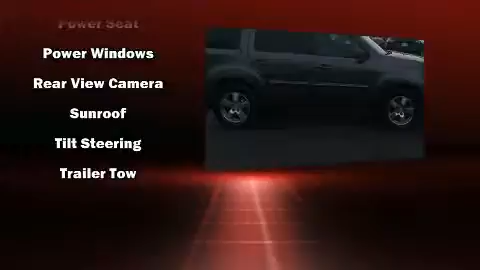 Power Seat
Power Windows
Rear View Camera
Sunroof
Tilt Steering
Trailer Tow